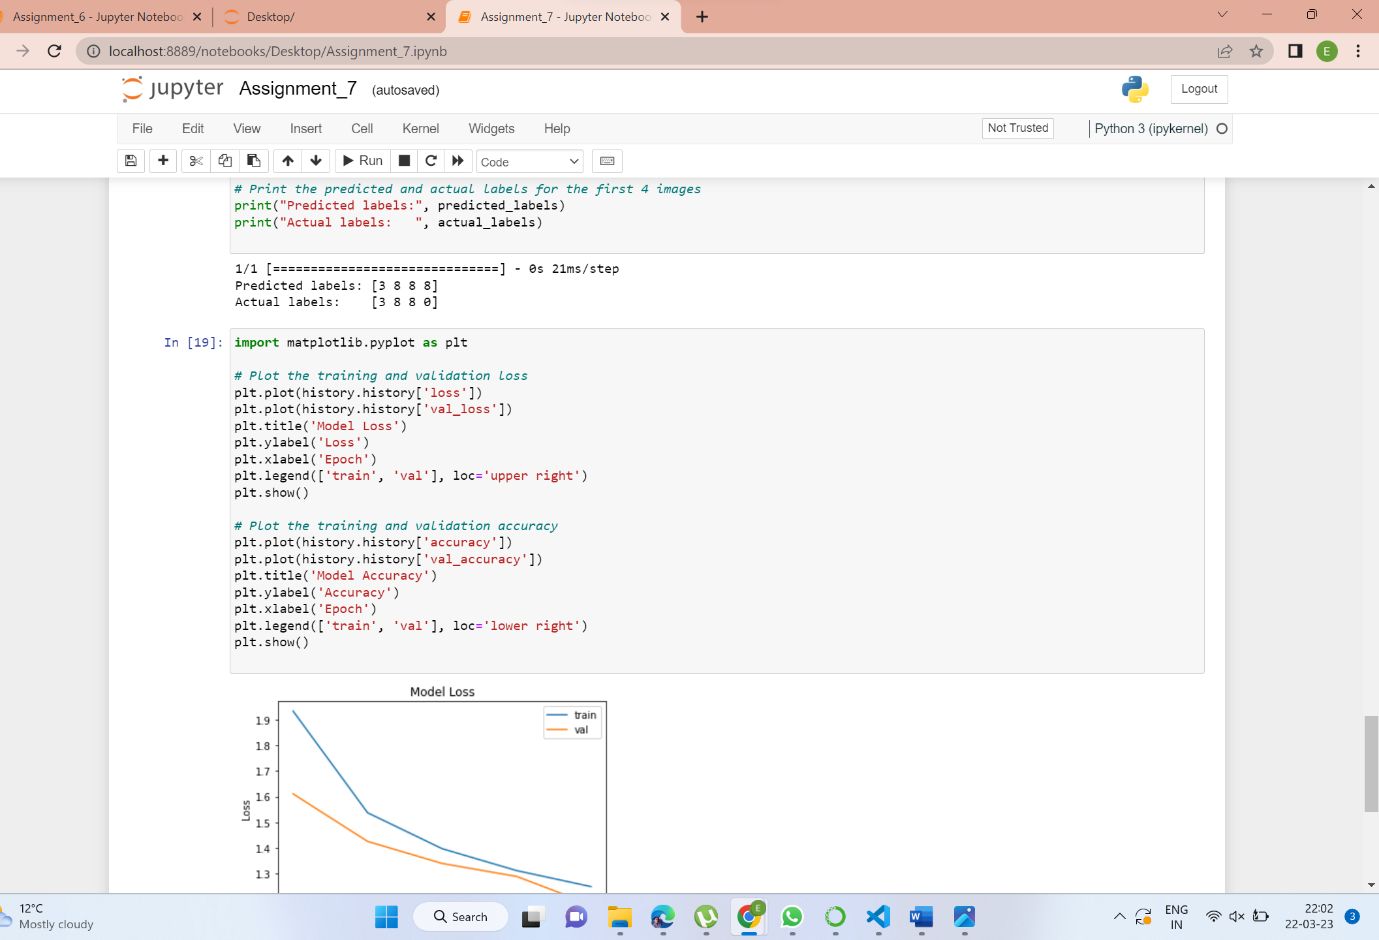 Assignment_6 - Jupyter Noteboo
Desktop/
Assignment_7 - Jupyter Noteboo
localhost:8889/notebooks/Desktop/Assignment_7.ipynb
E
jupyter Assignment_7 (autosaved)
Logout
File Edit View Insert Cell Kernel Widgets Help
Not Trusted
Python 3 (ipykernel)
Run
Code
# Print the predicted and actual labels for the first 4 images
print("Predicted labels:", predicted_labels)
print("Actual labels:   ", actual_labels)
1/1 [==============================] - 0s 21ms/step
Predicted labels: [3 8 8 8]
Actual labels:    [3 8 8 0]
In [19]:
import matplotlib.pyplot as plt
# Plot the training and validation loss
plt.plot(history.history['loss'])
plt.plot(history.history['val_loss'])
plt.title('Model Loss')
plt.ylabel('Loss')
plt.xlabel('Epoch')
plt.legend(['train', 'val'], loc='upper right')
plt.show()
# Plot the training and validation accuracy
plt.plot(history.history['accuracy'])
plt.plot(history.history['val_accuracy'])
plt.title('Model Accuracy')
plt.ylabel('Accuracy')
plt.xlabel('Epoch')
plt.legend(['train', 'val'], loc='lower right')
plt.show()
Model Loss
train
val
1.9
1.8
1.7
1.6
1.5
1.4
1.3
Loss
12°C
Mostly cloudy
Search
E
ENG
IN
22:02
22-03-23
3